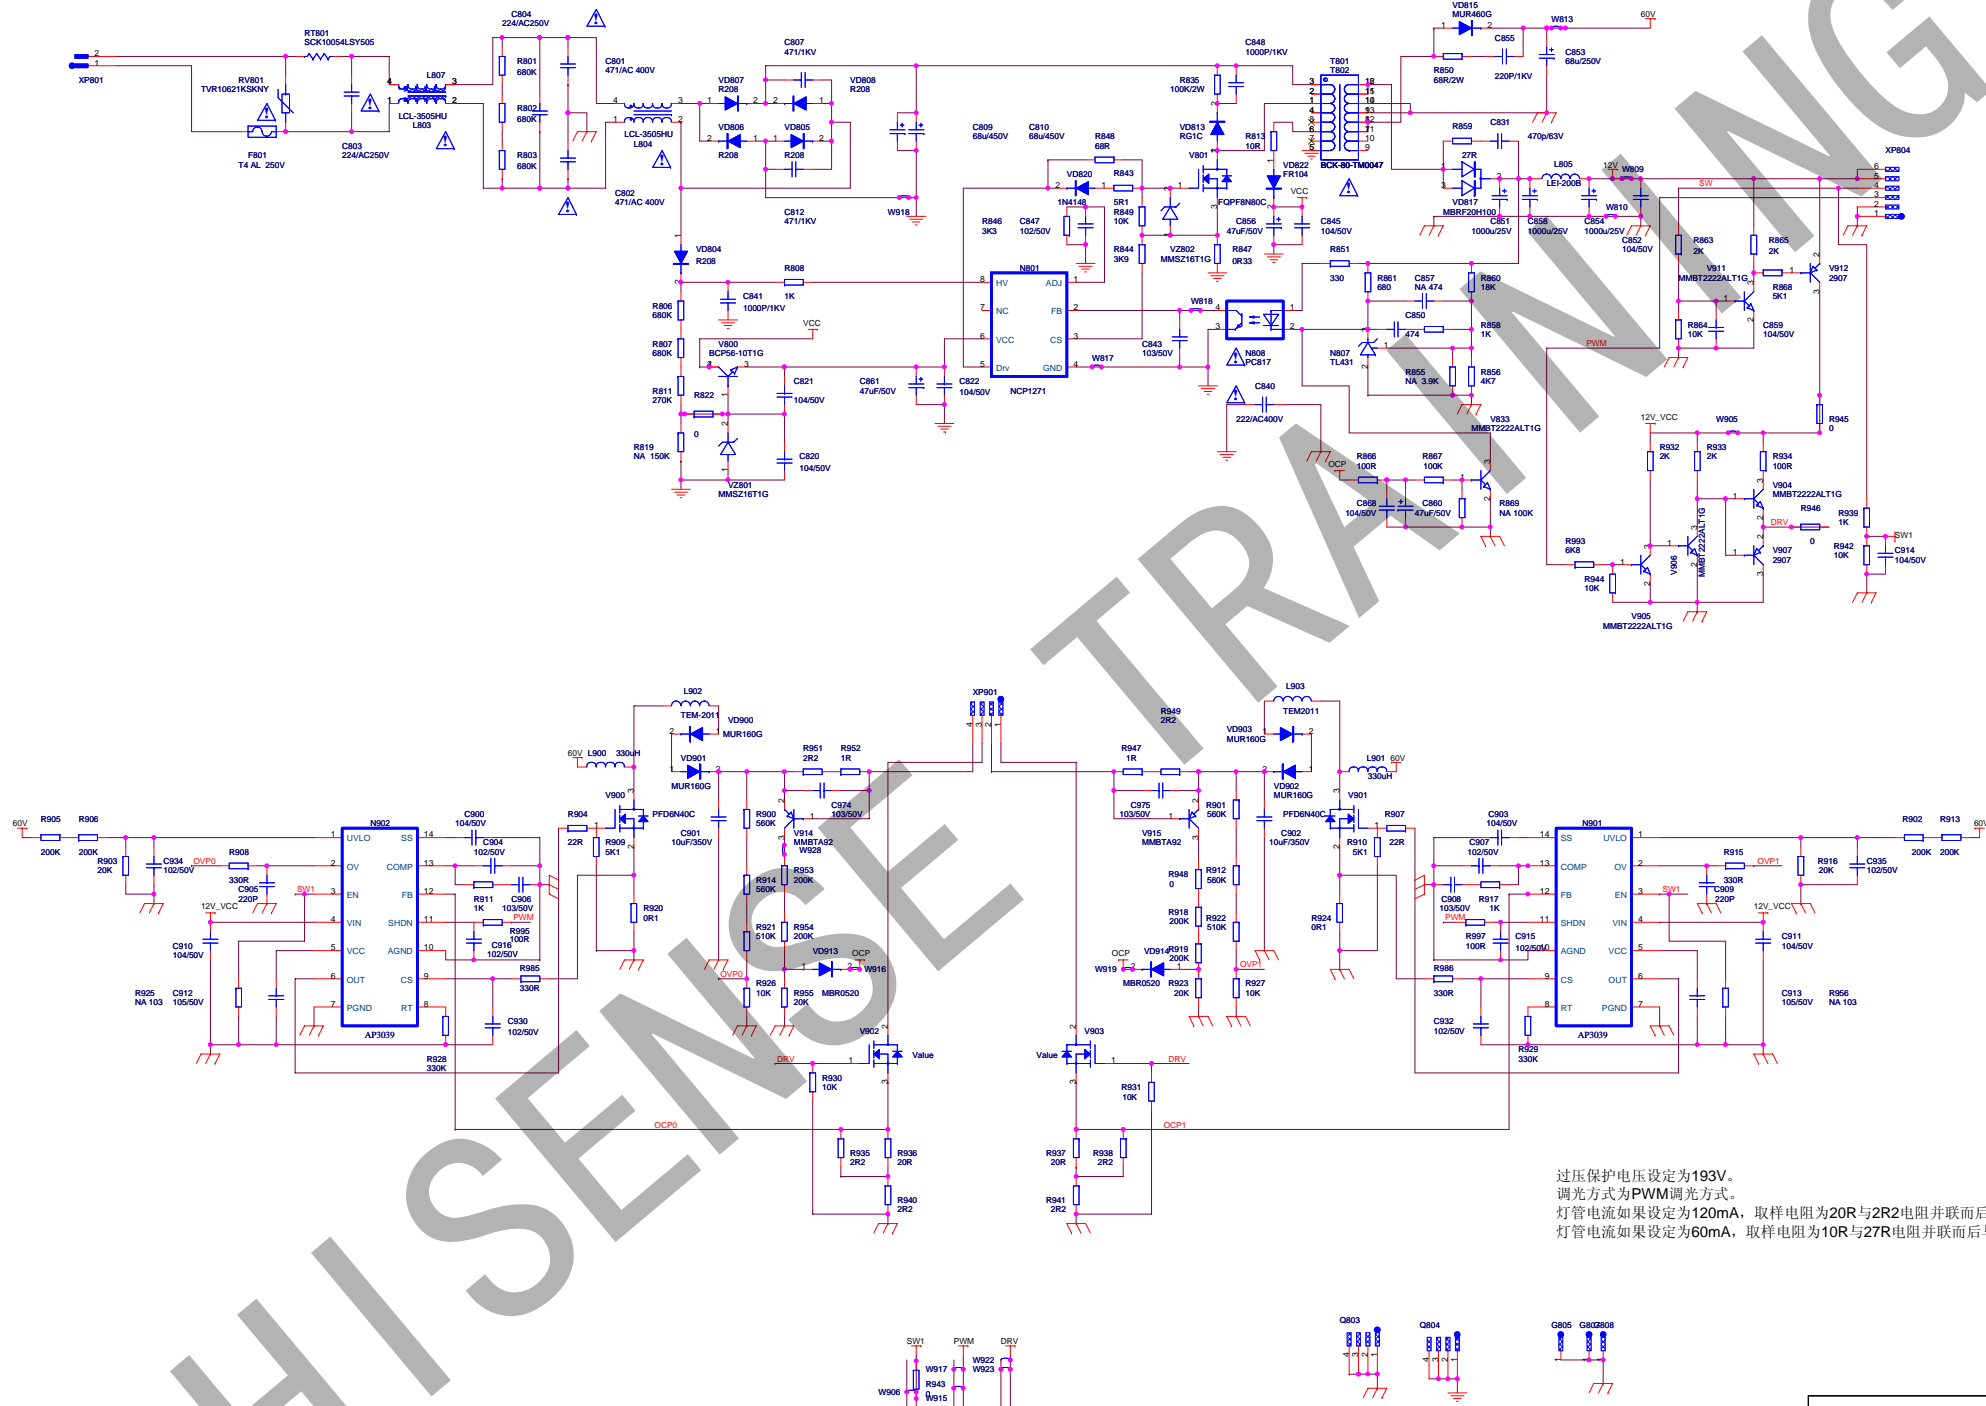 C804
224/AC250V
RT801
SCK10054LSY505
XP801
RV801
TVR10621KSKNY
F801
T4 AL 250V
C803
224/AC250V
L807
LCL-3505HU
L803
R801
680K
R802
680K
R803
680K
C801
471/AC 400V
C802
471/AC 400V
LCL-3505HU
L804
C807
471/1KV
VD807
R208
VD808
R208
VD806
R208
VD805
R208
C812
471/1KV
W918
C809
68u/450V
C810
68u/450V
C848
1000P/1KV
R835
100K/2W
VD813
RG1C
R813
10R
VD822
FR104
VCC
T801
T802
BCK-80-TM0047
VD815
MUR460G
W813
60V
R850
68R/2W
C855
220P/1KV
C853
68u/250V
R859
27R
C831
470p/63V
VD817
MBRF20H100
L805
LEI-200B
12V
W809
W810
C851
1000u/25V
C858
1000u/25V
C854
1000u/25V
C852
104/50V
XP804
SW
R848
68R
VD820
1N4148
R843
5R1
R849
10K
R844
3K9
V801
FQPF8N80C
VZ802
MMSZ16T1G
R847
0R33
C856
47uF/50V
C845
104/50V
R846
3K3
C847
102/50V
VD804
R208
R808
1K
C841
1000P/1KV
R806
680K
R807
680K
R811
270K
R822
0
R819
NA 150K
VCC
V800
BCP56-10T1G
VZ801
MMSZ16T1G
C821
104/50V
C820
104/50V
C861
47uF/50V
C822
104/50V
N801
HV
NC
VCC
Drv
ADJ
FB
CS
GND
NCP1271
W818
W817
C843
103/50V
N808
PC817
C840
222/AC400V
R851
330
R861
680
C857
NA 474
R860
18K
C850
474
R858
1K
N807
TL431
R855
NA 3.9K
R856
4K7
V833
MMBT2222ALT1G
OCP
R866
100R
R867
100K
C868
104/50V
C860
47uF/50V
R869
NA 100K
R863
2K
R865
2K
V911
MMBT2222ALT1G
R868
5K1
V912
2907
R864
10K
C859
104/50V
PWM
12V_VCC
W905
R945
0
R932
2K
R933
2K
R934
100R
V904
MMBT2222ALT1G
DRV
R946
0
V906
MMBT2222ALT1G
V907
2907
R993
6K8
R944
10K
V905
MMBT2222ALT1G
R939
1K
R942
10K
SW1
C914
104/50V
L902
TEM-2011
VD900
MUR160G
60V
L900 330uH
VD901
MUR160G
R951
2R2
R952
1R
C974
103/50V
V900
PFD6N40C
R904
22R
R909
5K1
R920
0R1
C901
10uF/350V
R900
560K
R914
560K
R921
510K
OVP0
R926
10K
V914
MMBTA92
W928
R953
200K
R954
200K
VD913
MBR0520
OCP
W916
R955
20K
60V
R905
200K
R906
200K
R903
20K
C934
102/50V
OVP0
R908
330R
C905
220P
SW1
12V_VCC
C910
104/50V
R925
NA 103
C912
105/50V
N902
UVLO
OV
EN
VIN
VCC
OUT
PGND
SS
COMP
FB
SHDN
AGND
CS
RT
AP3039
C900
104/50V
C904
102/50V
R911
1K
C906
103/50V
PWM
R995
100R
C916
102/50V
R985
330R
C930
102/50V
R928
330K
XP901
V902
Value
DRV
R930
10K
OCP0
R935
2R2
R936
20R
R940
2R2
V903
Value
DRV
R931
10K
OCP1
R937
20R
R938
2R2
R941
2R2
L903
TEM2011
R949
2R2
R947
1R
VD903
MUR160G
L901
330uH
60V
VD902
MUR160G
C975
103/50V
R901
560K
C902
10uF/350V
PFD6N40C
V901
R907
22R
R910
5K1
V915
MMBTA92
R948
0
R912
560K
R918
200K
R922
510K
R919
200K
OCP
W919
VD914
MBR0520
OVP1
R923
20K
R927
10K
R924
0R1
C903
104/50V
C907
102/50V
C908
103/50V
R917
1K
PWM
R997
100R
C915
102/50V
R986
330R
C932
102/50V
R929
330K
N901
SS
COMP
FB
SHDN
AGND
CS
RT
UVLO
OV
EN
VIN
VCC
OUT
PGND
AP3039
R902
200K
R913
200K
60V
R915
330R
OVP1
R916
20K
C935
102/50V
SW1
C909
220P
12V_VCC
C911
104/50V
C913
105/50V
R956
NA 103
过压保护电压设定为193V。
调光方式为PWM调光方式。
灯管电流如果设定为120mA，取样电阻为20R与2R2电阻并联而后
灯管电流如果设定为60mA，取样电阻为10R与27R电阻并联而后
SW1
PWM
DRV
W917
W922
W923
R943
0
W906
W915
Q803
Q804
G805
G807
G808
HISENSE TRAINING